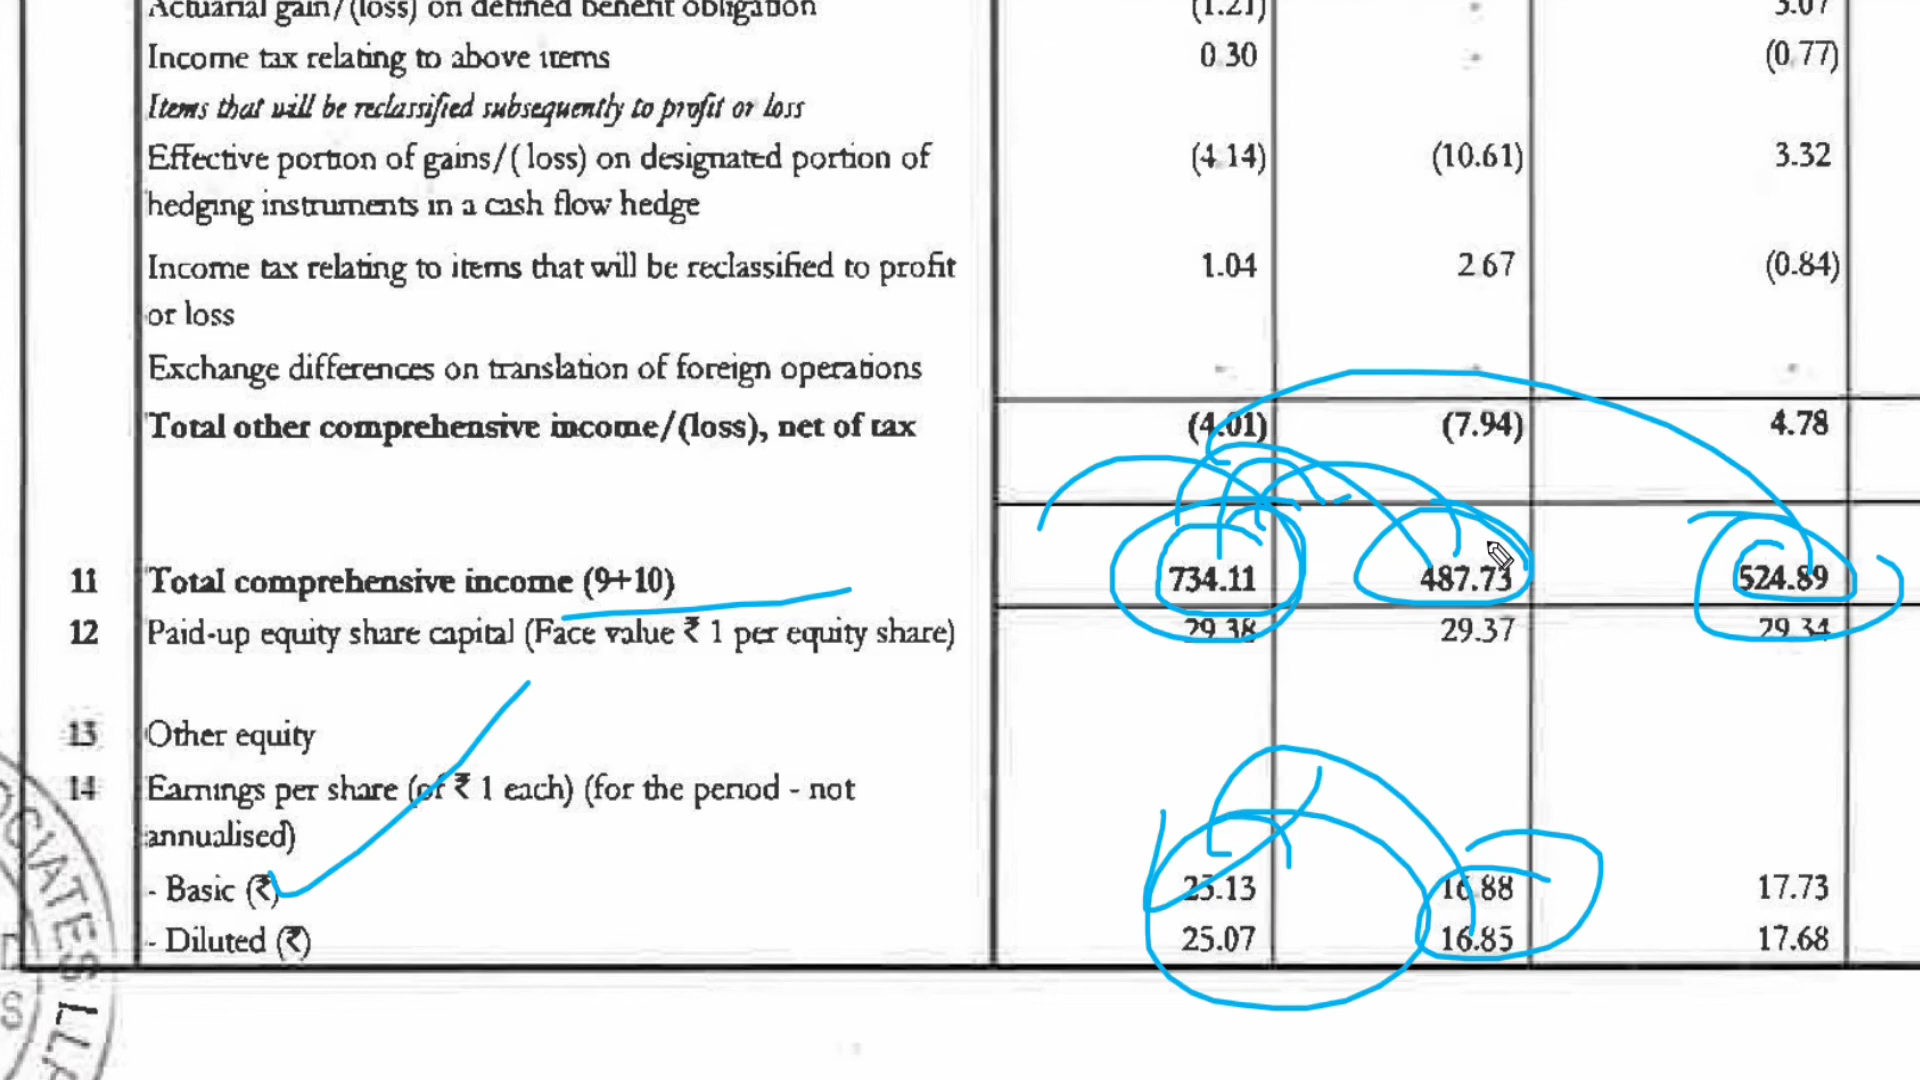 Actuarial gain/(loss) on defined benefit obligation (1.21) - 3.07
Income tax relating to above items 0.30 - (0.77)
Items that will be reclassified subsequently to profit or loss
Effective portion of gains/(loss) on designated portion of (4.14) (10.61) 3.32
hedging instruments in a cash flow hedge
Income tax relating to items that will be reclassified to profit 1.04 2.67 (0.84)
or loss
Exchange differences on translation of foreign operations - - -
Total other comprehensive income/(loss), net of tax (4.01) (7.94) 4.78
11 Total comprehensive income (9+10) 734.11 487.73 524.89
12 Paid-up equity share capital (Face value ₹ 1 per equity share) 29.38 29.37 29.34
13 Other equity
14 Earnings per share (of ₹ 1 each) (for the period - not
annualised)
- Basic (₹) 25.13 16.88 17.73
- Diluted (₹) 25.07 16.85 17.68
CIATES LLP